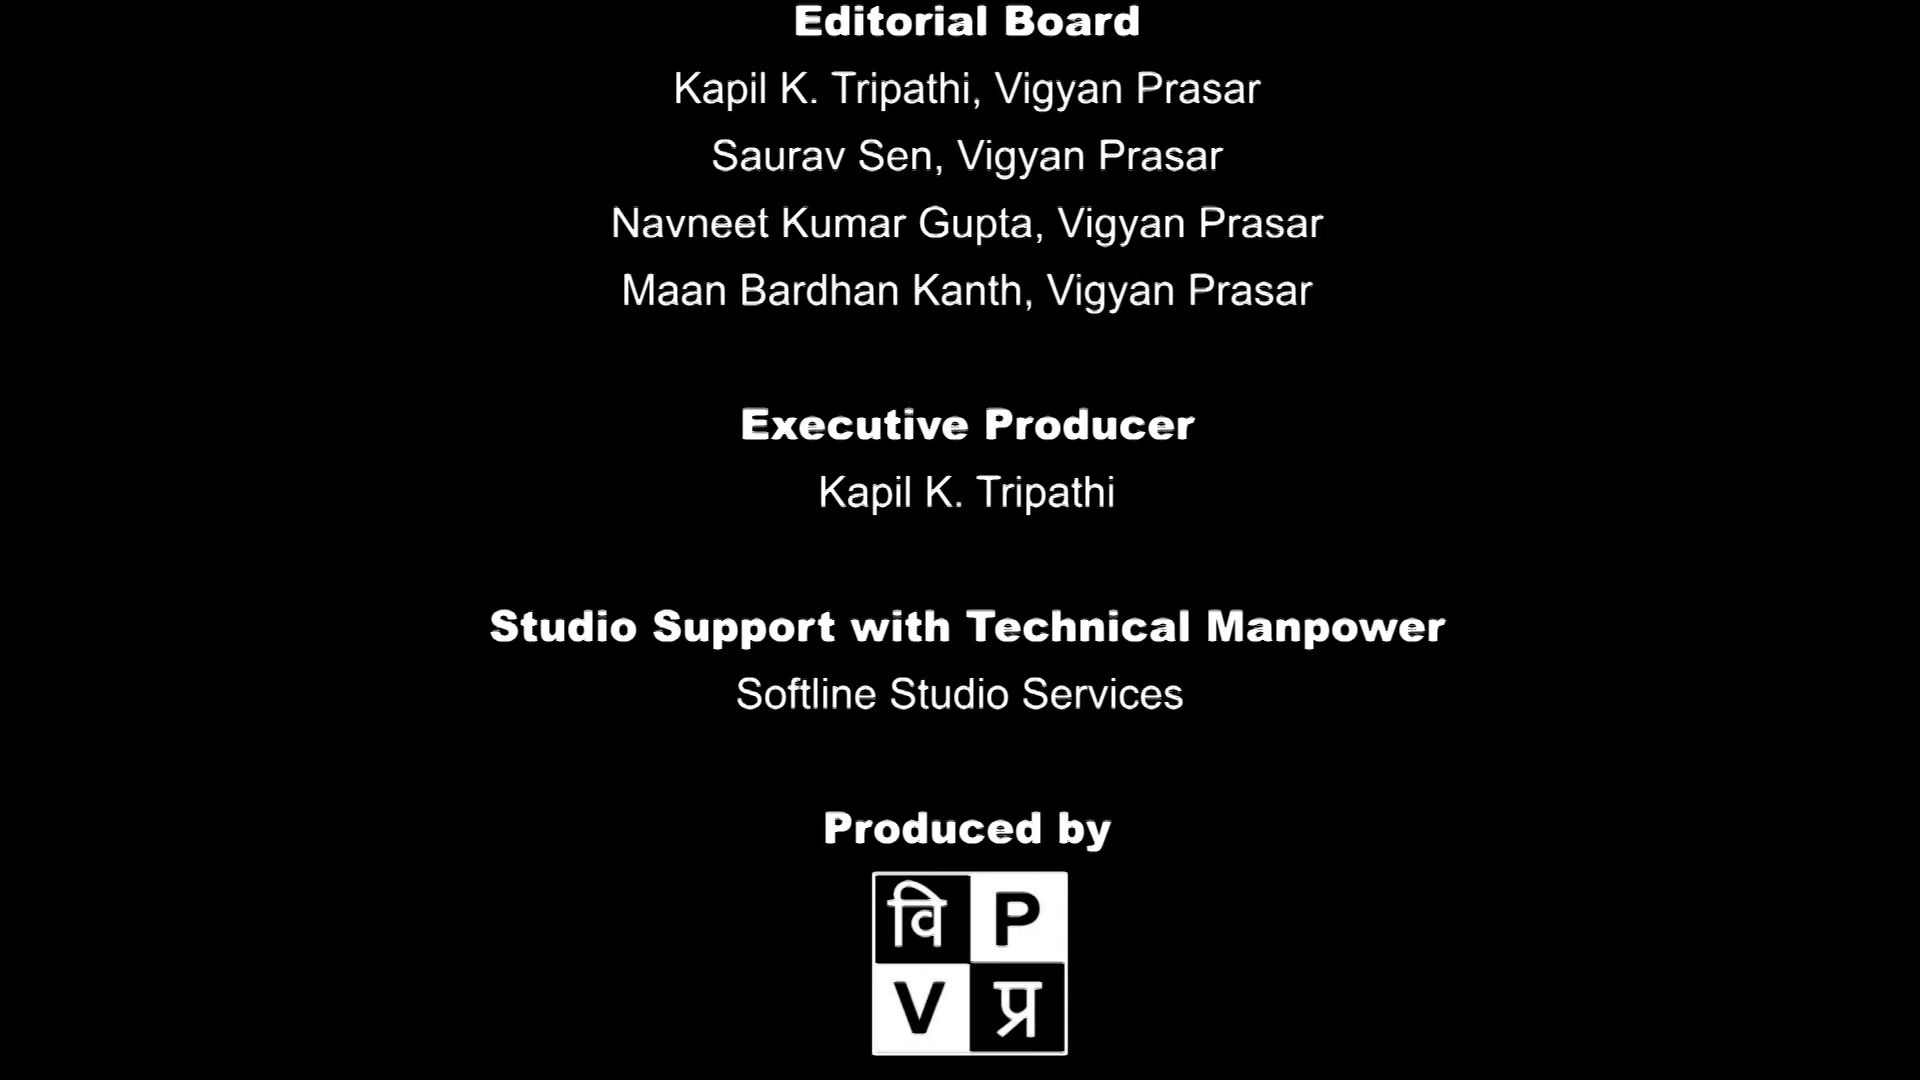 Editorial Board
Kapil K. Tripathi, Vigyan Prasar
Saurav Sen, Vigyan Prasar
Navneet Kumar Gupta, Vigyan Prasar
Maan Bardhan Kanth, Vigyan Prasar
Executive Producer
Kapil K. Tripathi
Studio Support with Technical Manpower
Softline Studio Services
Produced by
वि P
V प्र